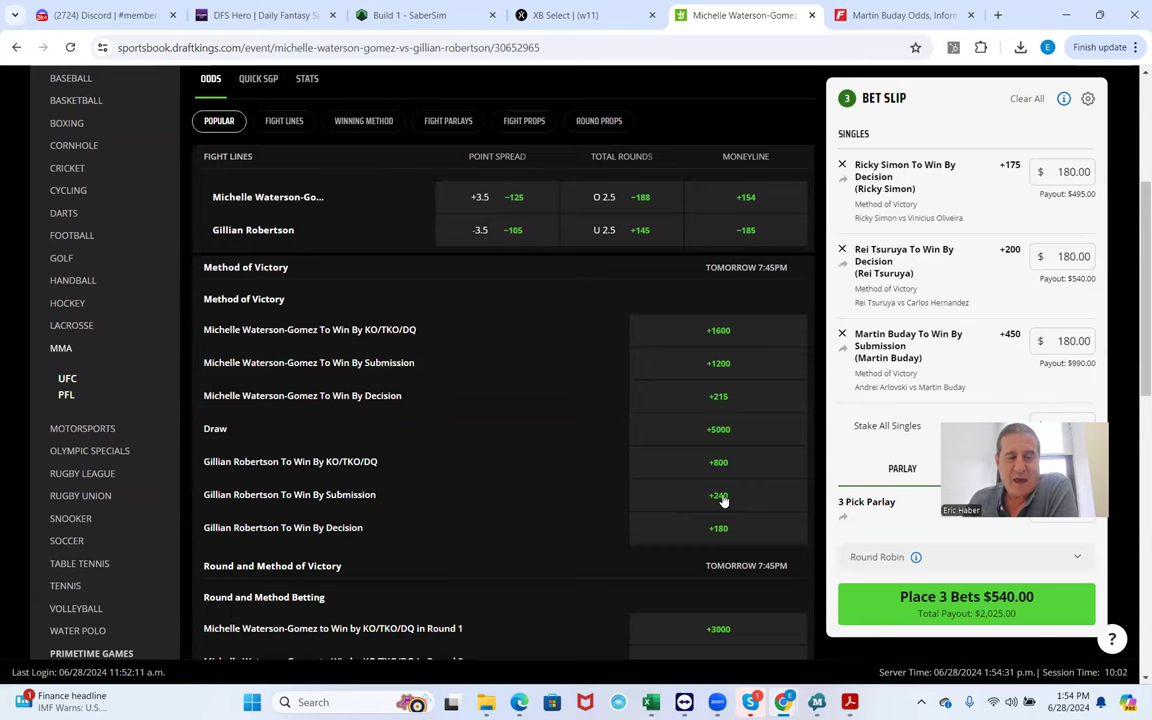 (2724) Discord | #member
DFS Hero | Daily Fantasy S
Build 1 - SaberSim
XB Select | (w11)
Michelle Waterson-Gomez
Martin Buday Odds, Inform
sportsbook.draftkings.com/event/michelle-waterson-gomez-vs-gillian-robertson/30652965
E
Finish update
BASEBALL
BASKETBALL
BOXING
CORNHOLE
CRICKET
CYCLING
DARTS
FOOTBALL
GOLF
HANDBALL
HOCKEY
LACROSSE
MMA
UFC
PFL
MOTORSPORTS
OLYMPIC SPECIALS
RUGBY LEAGUE
RUGBY UNION
SNOOKER
SOCCER
TABLE TENNIS
TENNIS
VOLLEYBALL
WATER POLO
PRIMETIME GAMES
ODDS
QUICK SGP
STATS
POPULAR
FIGHT LINES
WINNING METHOD
FIGHT PARLAYS
FIGHT PROPS
ROUND PROPS
FIGHT LINES POINT SPREAD TOTAL ROUNDS MONEYLINE
Michelle Waterson-Go... +3.5 −125 O 2.5 −188 +154
Gillian Robertson -3.5 −105 U 2.5 +145 −185
Method of Victory TOMORROW 7:45PM
Method of Victory
Michelle Waterson-Gomez To Win By KO/TKO/DQ +1600
Michelle Waterson-Gomez To Win By Submission +1200
Michelle Waterson-Gomez To Win By Decision +215
Draw +5000
Gillian Robertson To Win By KO/TKO/DQ +800
Gillian Robertson To Win By Submission +240
Gillian Robertson To Win By Decision +180
Round and Method of Victory TOMORROW 7:45PM
Round and Method Betting
Michelle Waterson-Gomez to Win by KO/TKO/DQ in Round 1 +3000
3 BET SLIP Clear All
SINGLES
Ricky Simon To Win By +175 $ 180.00
Decision
(Ricky Simon) Payout: $495.00
Method of Victory
Ricky Simon vs Vinicius Oliveira
Rei Tsuruya To Win By +200 $ 180.00
Decision
(Rei Tsuruya) Payout: $540.00
Method of Victory
Rei Tsuruya vs Carlos Hernandez
Martin Buday To Win By +450 $ 180.00
Submission
(Martin Buday) Payout: $990.00
Method of Victory
Andrei Arlovski vs Martin Buday
Stake All Singles
PARLAY
3 Pick Parlay
Eric Haber
Round Robin
Place 3 Bets $540.00
Total Payout: $2,025.00
?
Last Login: 06/28/2024 11:52:11 a.m.
Server Time: 06/28/2024 1:54:31 p.m.| Session Time: 10:02
Finance headline
IMF Warns: U.S...
Search
1:54 PM
6/28/2024